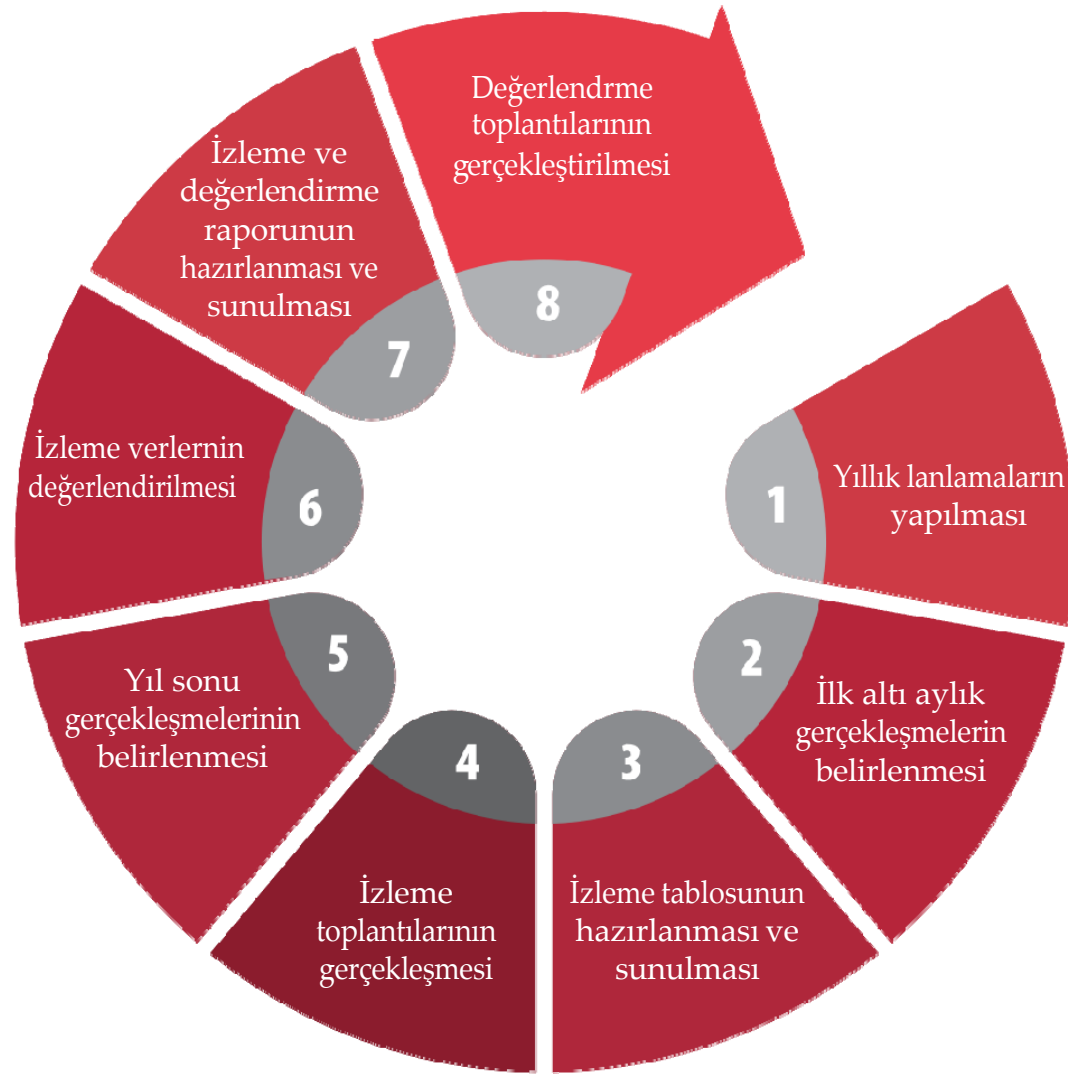 1
Yıllık lanlamaların
yapılması
2
İlk altı aylık
gerçekleşmelerin
belirlenmesi
3
İzleme tablosunun
hazırlanması ve
sunulması
4
İzleme
toplantılarının
gerçekleşmesi
5
Yıl sonu
gerçekleşmelerinin
belirlenmesi
6
İzleme verlernin
değerlendirilmesi
7
İzleme ve
değerlendirme
raporunun
hazırlanması ve
sunulması
8
Değerlendrme
toplantılarının
gerçekleştirilmesi